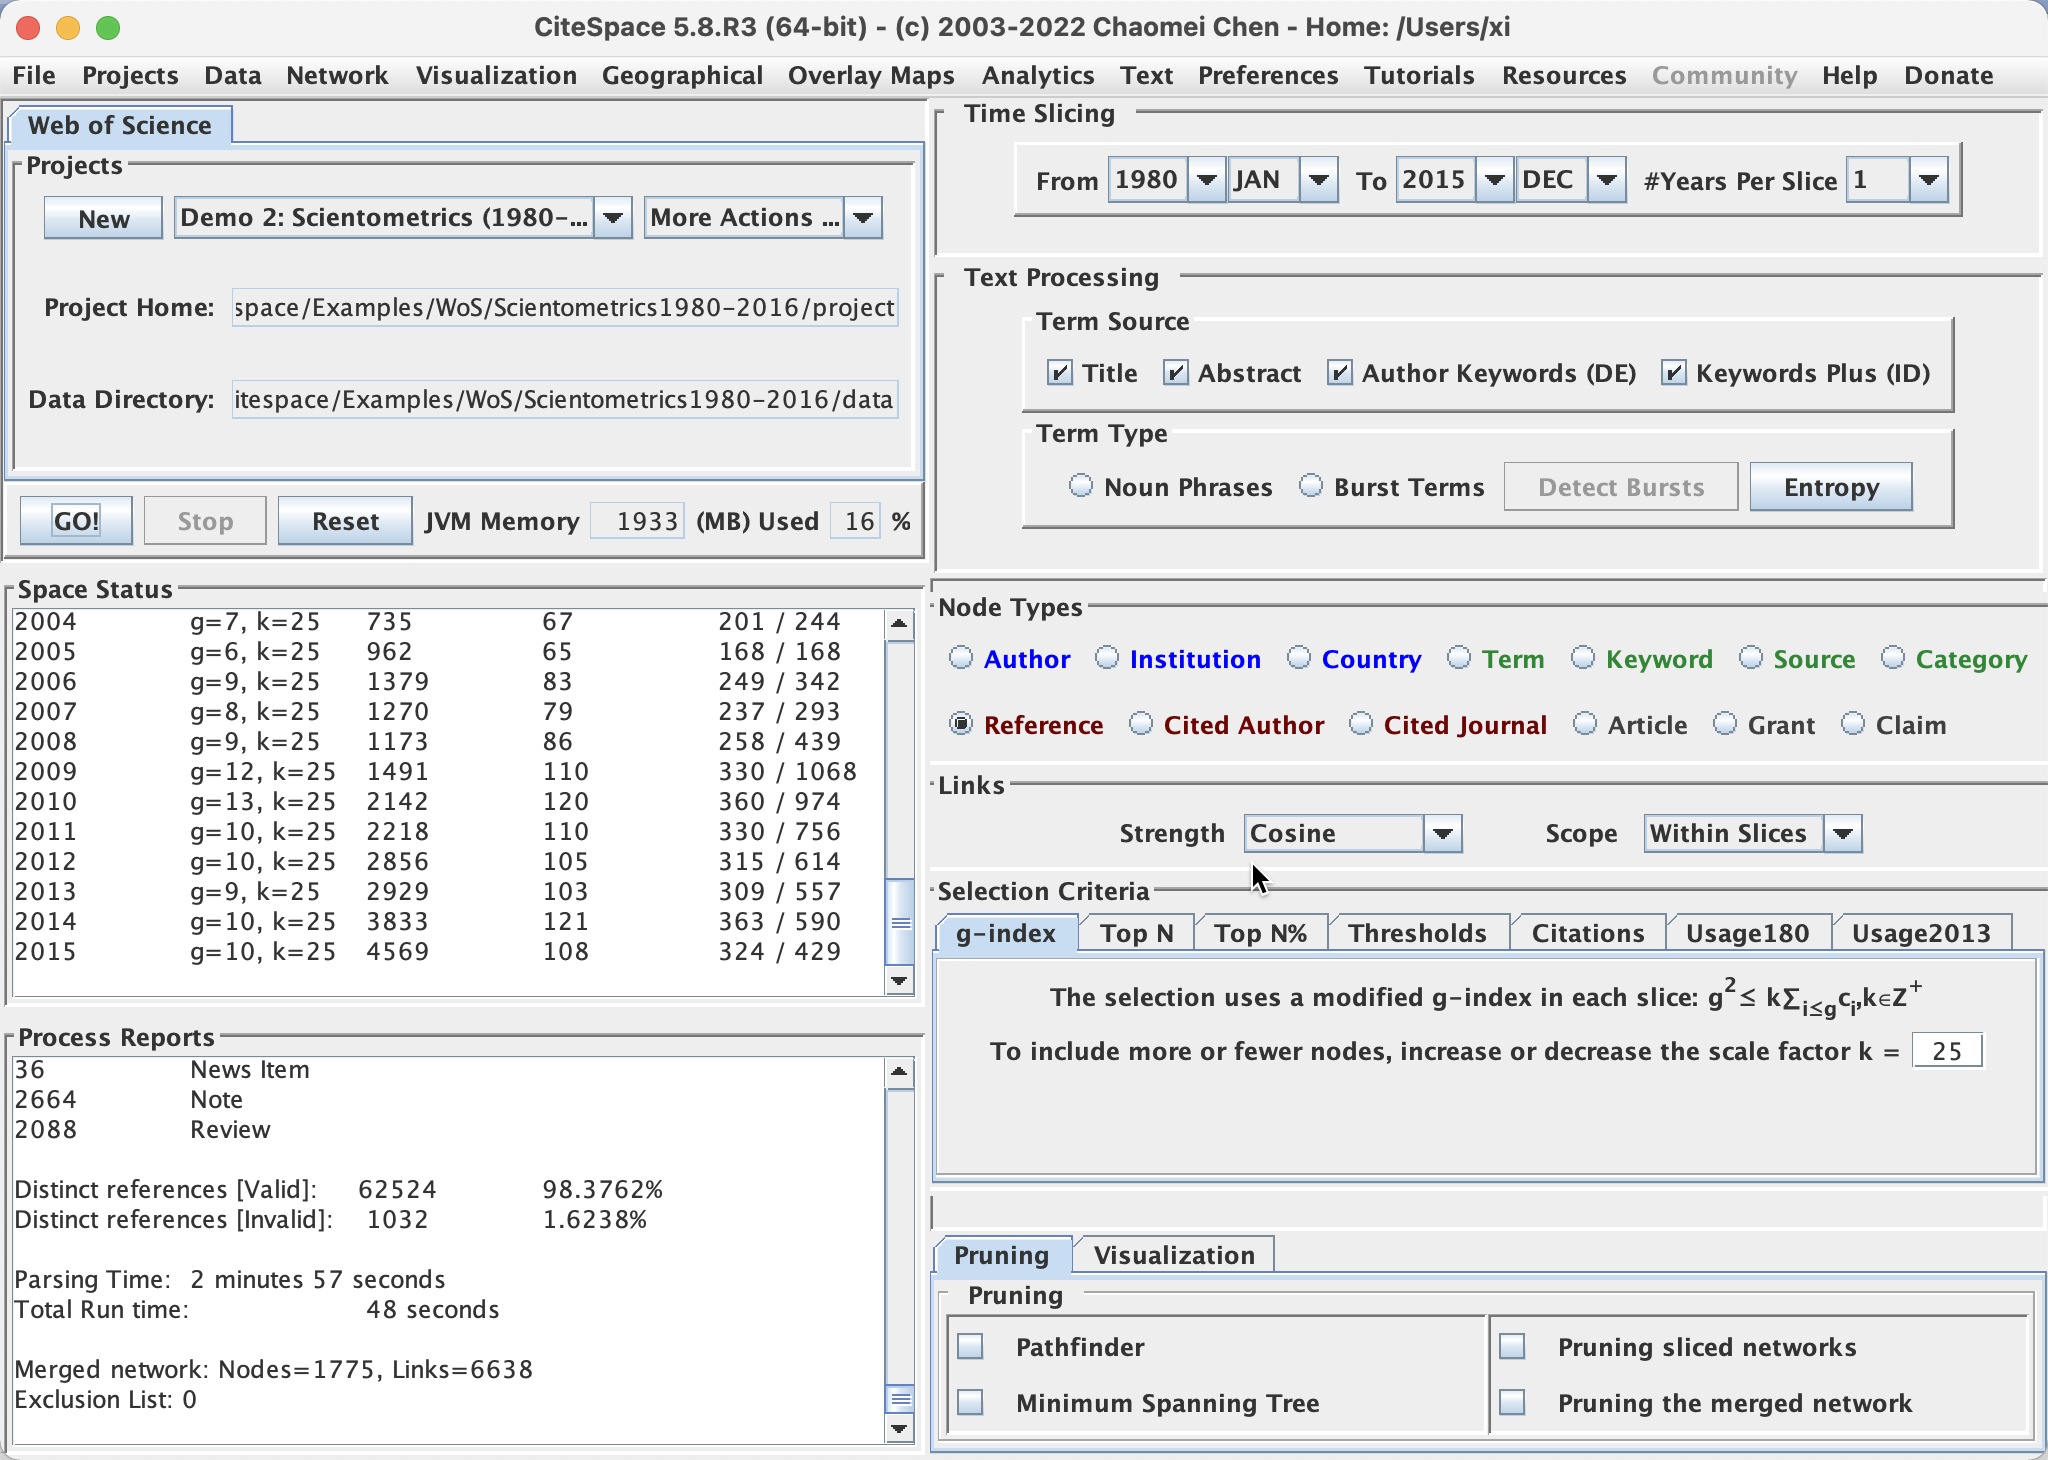 CiteSpace 5.8.R3 (64-bit) - (c) 2003-2022 Chaomei Chen - Home: /Users/xi
File Projects Data Network Visualization Geographical Overlay Maps Analytics Text Preferences Tutorials Resources Community Help Donate
Web of Science
Projects
New Demo 2: Scientometrics (1980-... More Actions ...
Project Home: space/Examples/WoS/Scientometrics1980-2016/project
Data Directory: itespace/Examples/WoS/Scientometrics1980-2016/data
GO! Stop Reset JVM Memory 1933 (MB) Used 16 %
Space Status
2004 g=7, k=25 735 67 201 / 244
2005 g=6, k=25 962 65 168 / 168
2006 g=9, k=25 1379 83 249 / 342
2007 g=8, k=25 1270 79 237 / 293
2008 g=9, k=25 1173 86 258 / 439
2009 g=12, k=25 1491 110 330 / 1068
2010 g=13, k=25 2142 120 360 / 974
2011 g=10, k=25 2218 110 330 / 756
2012 g=10, k=25 2856 105 315 / 614
2013 g=9, k=25 2929 103 309 / 557
2014 g=10, k=25 3833 121 363 / 590
2015 g=10, k=25 4569 108 324 / 429
Process Reports
36 News Item
2664 Note
2088 Review
Distinct references [Valid]: 62524 98.3762%
Distinct references [Invalid]: 1032 1.6238%
Parsing Time: 2 minutes 57 seconds
Total Run time: 48 seconds
Merged network: Nodes=1775, Links=6638
Exclusion List: 0
Time Slicing
From 1980 JAN To 2015 DEC #Years Per Slice 1
Text Processing
Term Source
Title Abstract Author Keywords (DE) Keywords Plus (ID)
Term Type
Noun Phrases Burst Terms Detect Bursts Entropy
Node Types
Author Institution Country Term Keyword Source Category
Reference Cited Author Cited Journal Article Grant Claim
Links
Strength Cosine Scope Within Slices
Selection Criteria
g-index Top N Top N% Thresholds Citations Usage180 Usage2013
The selection uses a modified g-index in each slice: g²≤ kΣᵢ≤gcᵢ,k∈Z⁺
To include more or fewer nodes, increase or decrease the scale factor k = 25
Pruning Visualization
Pruning
Pathfinder Pruning sliced networks
Minimum Spanning Tree Pruning the merged network